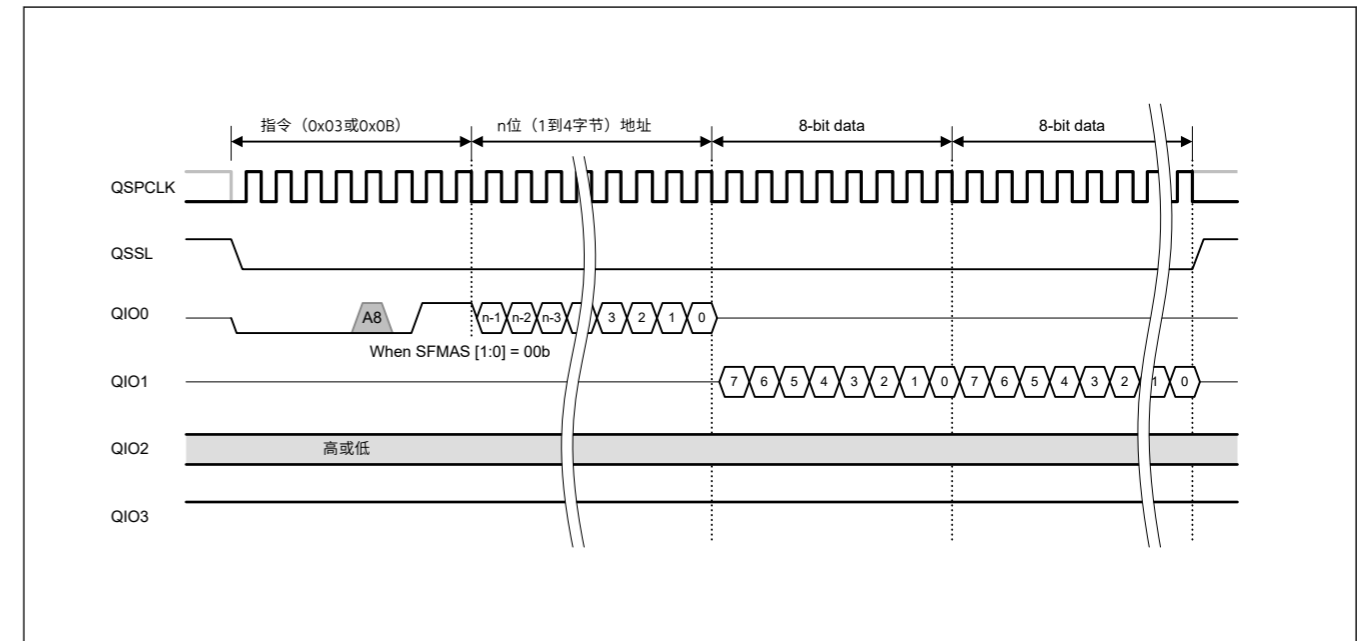 指令（0x03或0x0B） n位（1到4字节）地址 8-bit data 8-bit data
QSPCLK
QSSL
QIO0 A8 n-1 n-2 n-3 3 2 1 0
When SFMAS [1:0] = 00b
QIO1 7 6 5 4 3 2 1 0 7 6 5 4 3 2 1 0
QIO2 高或低
QIO3